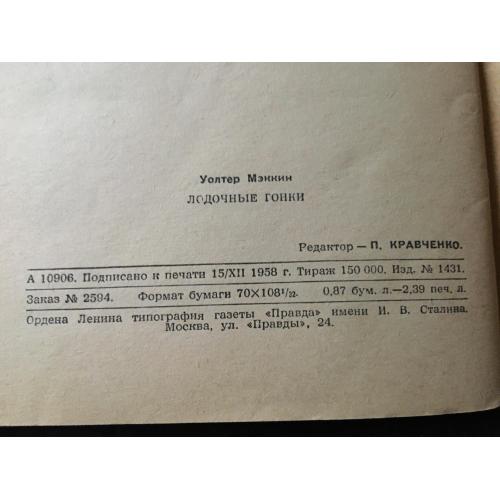 Уолтер Мэккин
ЛОДОЧНЫЕ ГОНКИ
Редактор — П. КРАВЧЕНКО.
А 10906. Подписано к печати 15/XII 1958 г. Тираж 150 000. Изд. № 1431.
Заказ № 2594. Формат бумаги 70×108¹/₃₂. 0,87 бум. л.—2,39 печ. л.
Ордена Ленина типография газеты «Правда» имени И. В. Сталина.
Москва, ул. «Правды», 24.